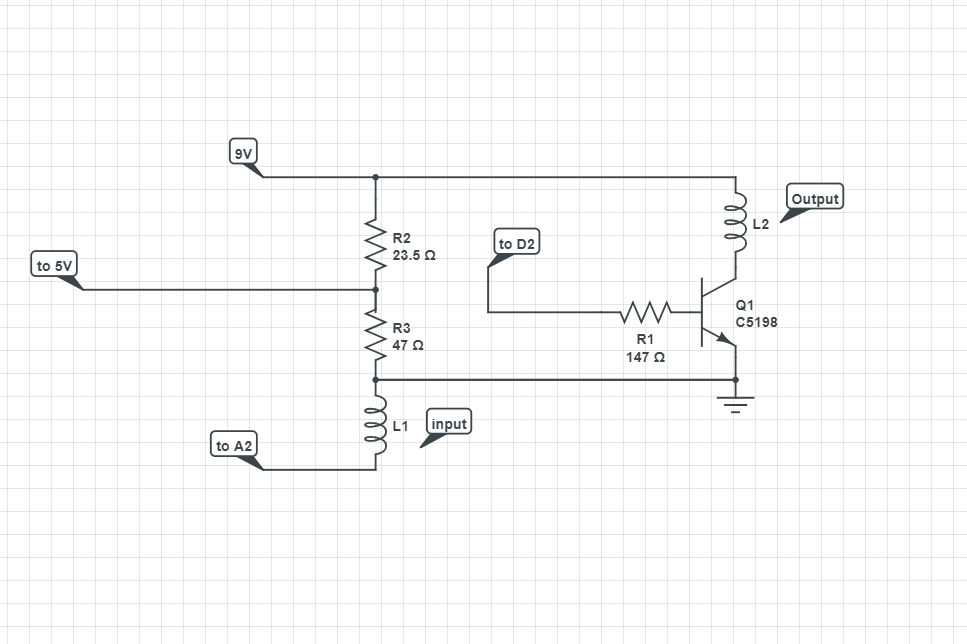 9V
Output
L2
to D2
R2
23.5 Ω
to 5V
Q1
C5198
R3
47 Ω
R1
147 Ω
input
L1
to A2